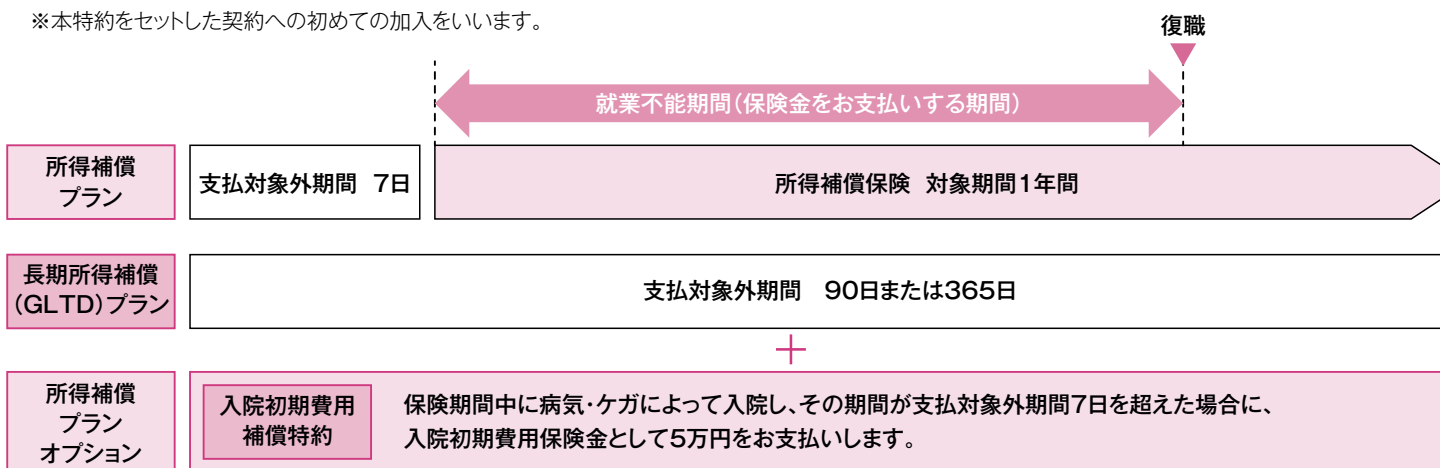 ※本特約をセットした契約への初めての加入をいいます。
復職
就業不能期間(保険金をお支払いする期間)
所得補償
プラン
支払対象外期間 7日
所得補償保険 対象期間1年間
長期所得補償
(GLTD)プラン
支払対象外期間 90日または365日
+
所得補償
プラン
オプション
入院初期費用
補償特約
保険期間中に病気・ケガによって入院し、その期間が支払対象外期間7日を超えた場合に、
入院初期費用保険金として5万円をお支払いします。